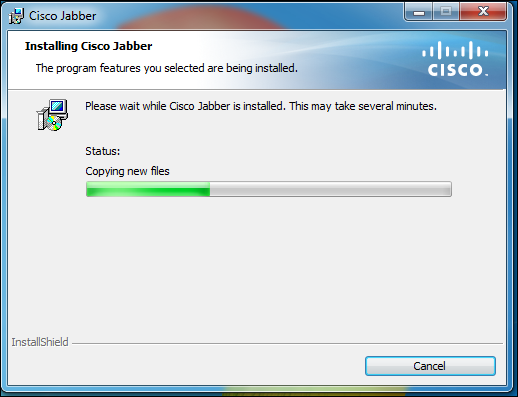 Cisco Jabber
Installing Cisco Jabber
The program features you selected are being installed.
CISCO.
Please wait while Cisco Jabber is installed. This may take several minutes.
Status:
Copying new files
InstallShield
Cancel